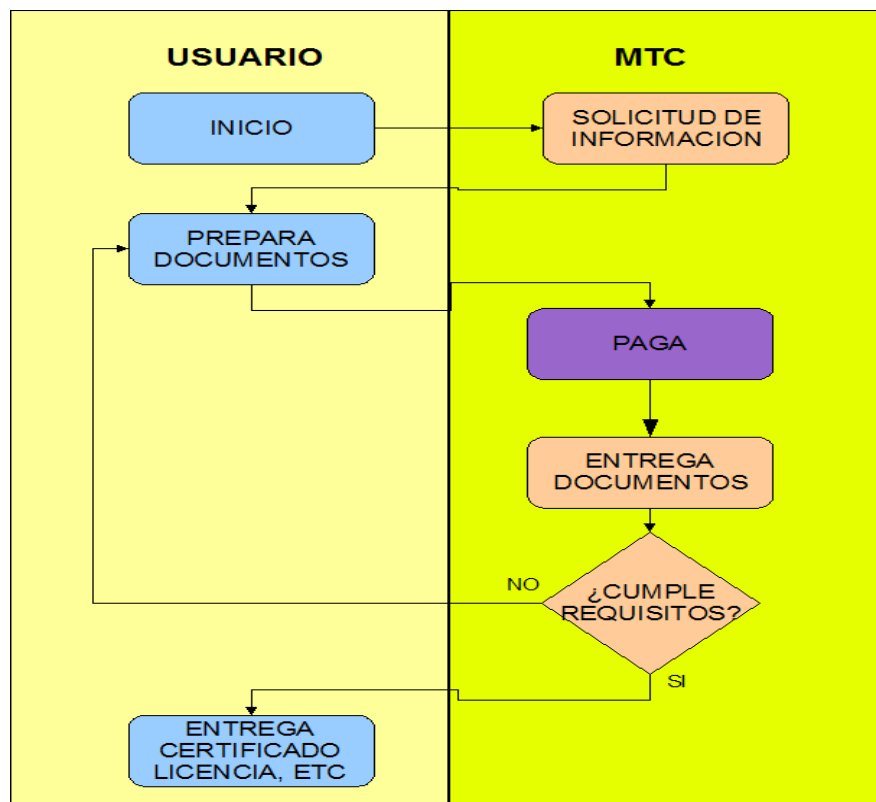 USUARIO
MTC
INICIO
SOLICITUD DE
INFORMACION
PREPARA
DOCUMENTOS
PAGA
ENTREGA
DOCUMENTOS
NO
¿CUMPLE
REQUISITOS?
SI
ENTREGA
CERTIFICADO
LICENCIA, ETC